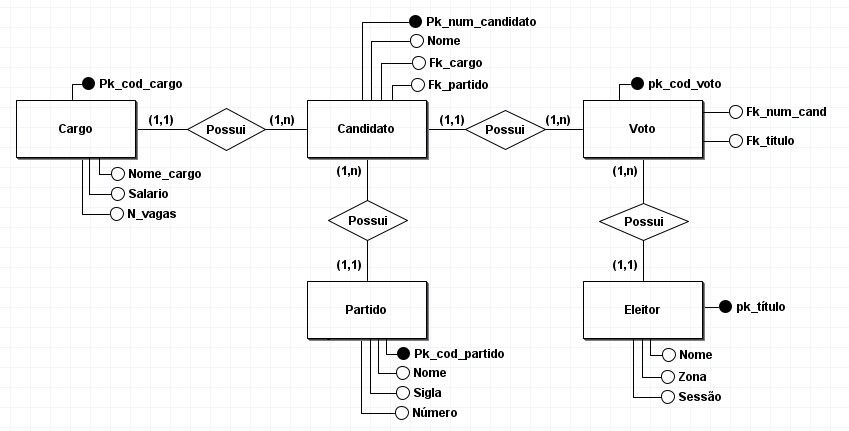 Pk_num_candidato
Nome
Fk_cargo
Fk_partido
Pk_cod_cargo
pk_cod_voto
Cargo
(1,1)
Possui
(1,n)
Candidato
(1,1)
Possui
(1,n)
Voto
Fk_num_cand
Fk_titulo
Nome_cargo
Salario
N_vagas
(1,n)
Possui
(1,1)
(1,n)
Possui
(1,1)
Partido
Pk_cod_partido
Nome
Sigla
Número
Eleitor
pk_título
Nome
Zona
Sessão